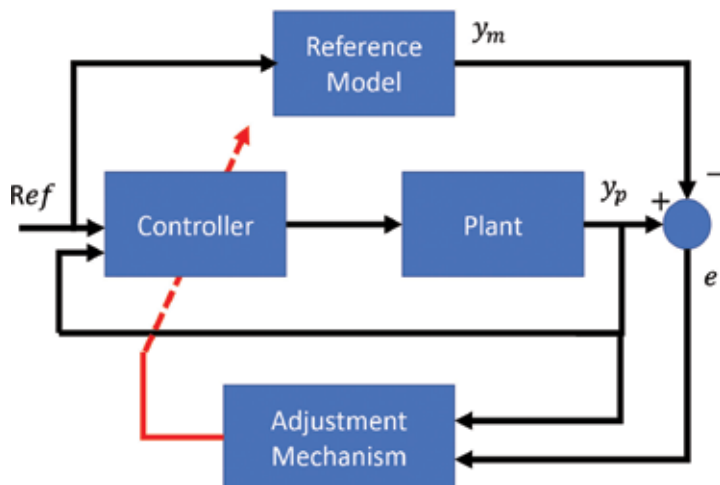 Reference
Model
y_m
Ref
Controller
Plant
y_p
+
−
e
Adjustment
Mechanism